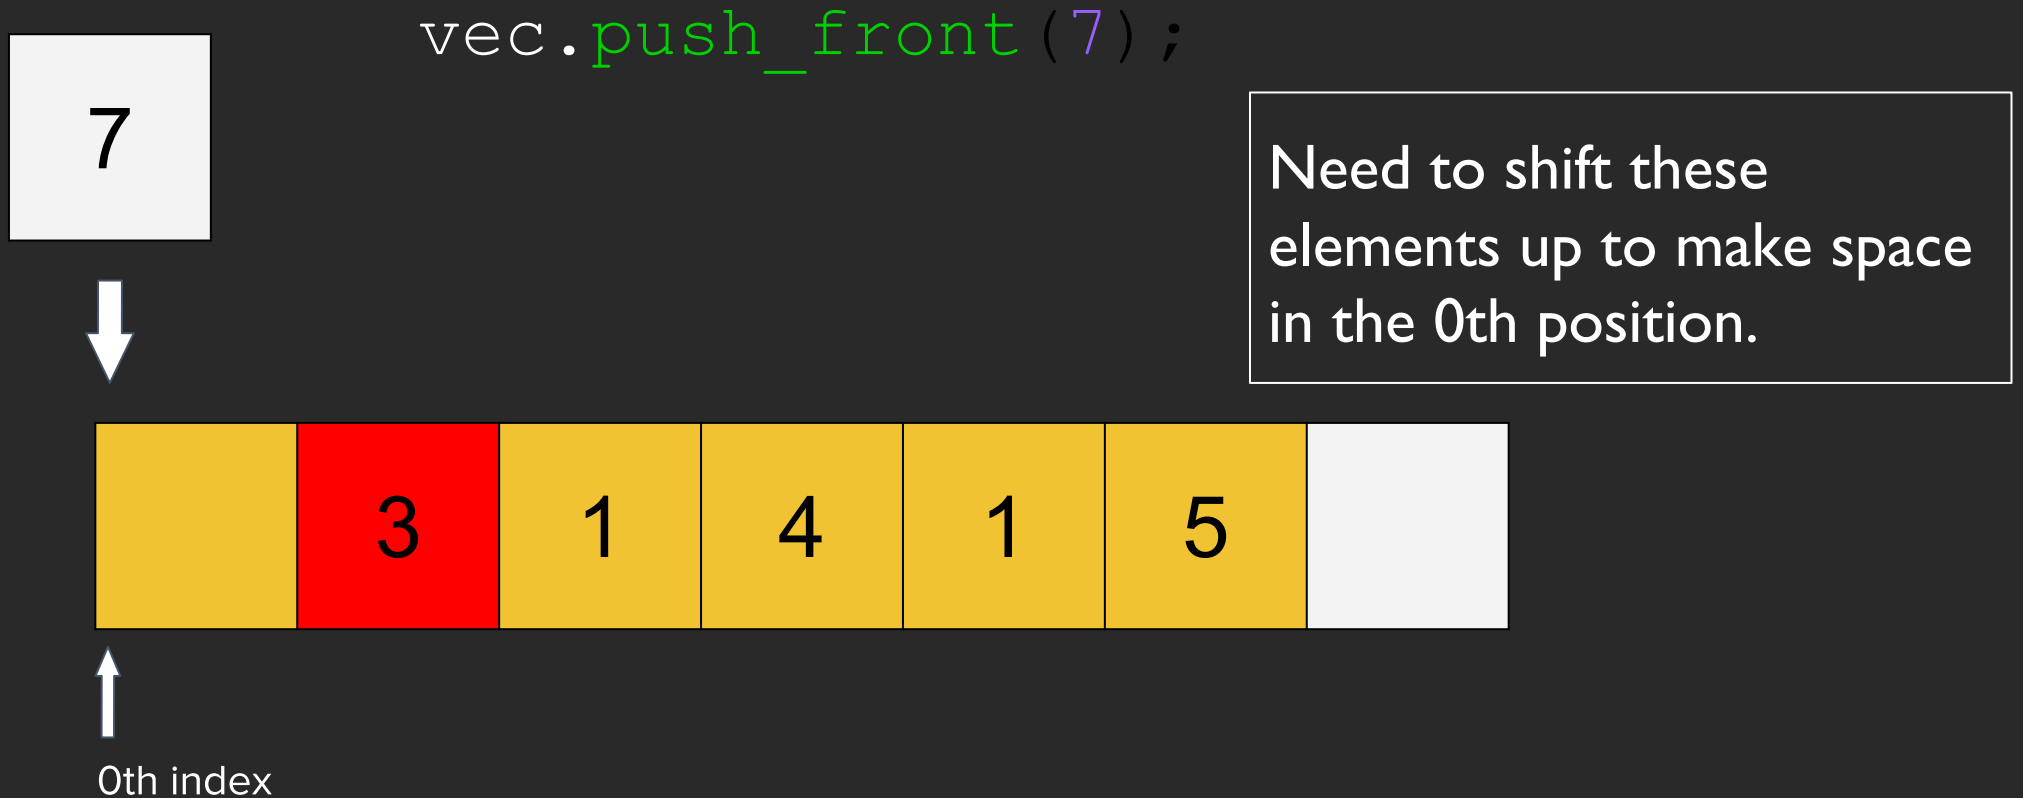 vec.push_front(7);
7
Need to shift these
elements up to make space
in the 0th position.
3 1 4 1 5
0th index